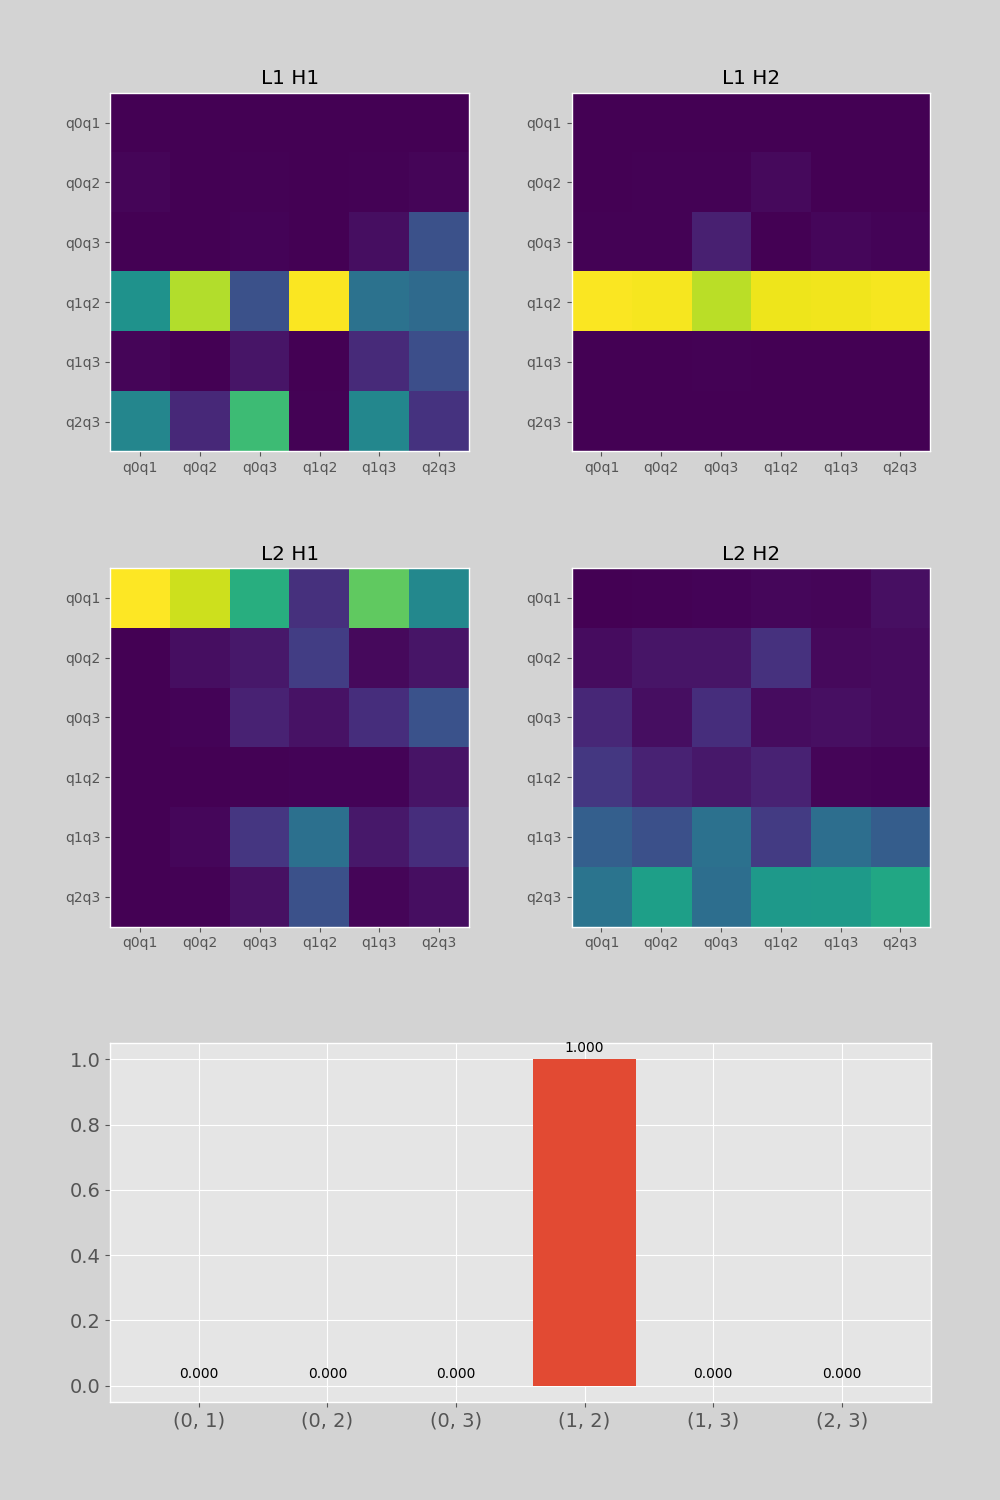 L1 H1 L1 H2
q0q1 q0q1
q0q2 q0q2
q0q3 q0q3
q1q2 q1q2
q1q3 q1q3
q2q3 q2q3
q0q1 q0q2 q0q3 q1q2 q1q3 q2q3 q0q1 q0q2 q0q3 q1q2 q1q3 q2q3
L2 H1 L2 H2
q0q1 q0q1
q0q2 q0q2
q0q3 q0q3
q1q2 q1q2
q1q3 q1q3
q2q3 q2q3
q0q1 q0q2 q0q3 q1q2 q1q3 q2q3 q0q1 q0q2 q0q3 q1q2 q1q3 q2q3
1.000
1.0
0.8
0.6
0.4
0.2
0.000 0.000 0.000 0.000 0.000
0.0
(0, 1) (0, 2) (0, 3) (1, 2) (1, 3) (2, 3)